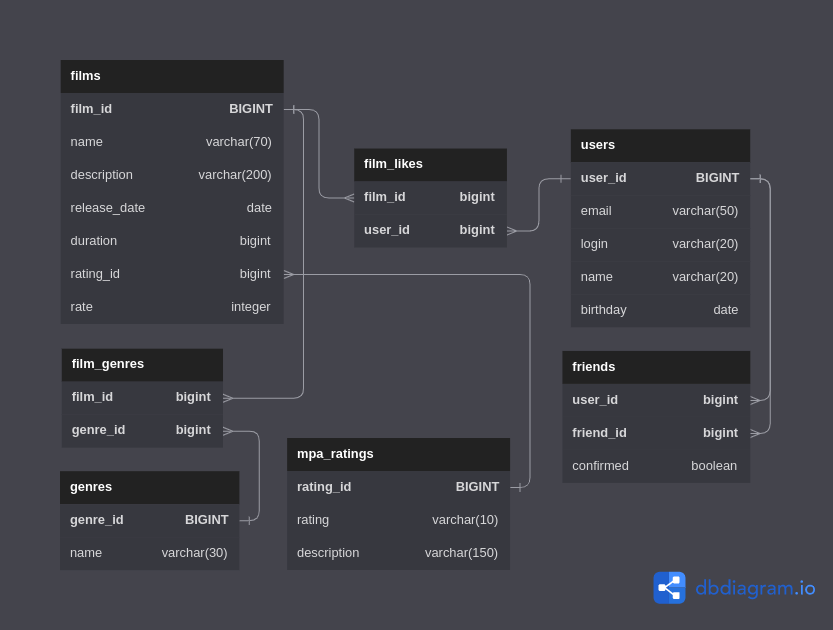 films
film_id BIGINT
name varchar(70)
description varchar(200)
release_date date
duration bigint
rating_id bigint
rate integer
film_likes
film_id bigint
user_id bigint
users
user_id BIGINT
email varchar(50)
login varchar(20)
name varchar(20)
birthday date
film_genres
film_id bigint
genre_id bigint
friends
user_id bigint
friend_id bigint
confirmed boolean
genres
genre_id BIGINT
name varchar(30)
mpa_ratings
rating_id BIGINT
rating varchar(10)
description varchar(150)
dbdiagram.io